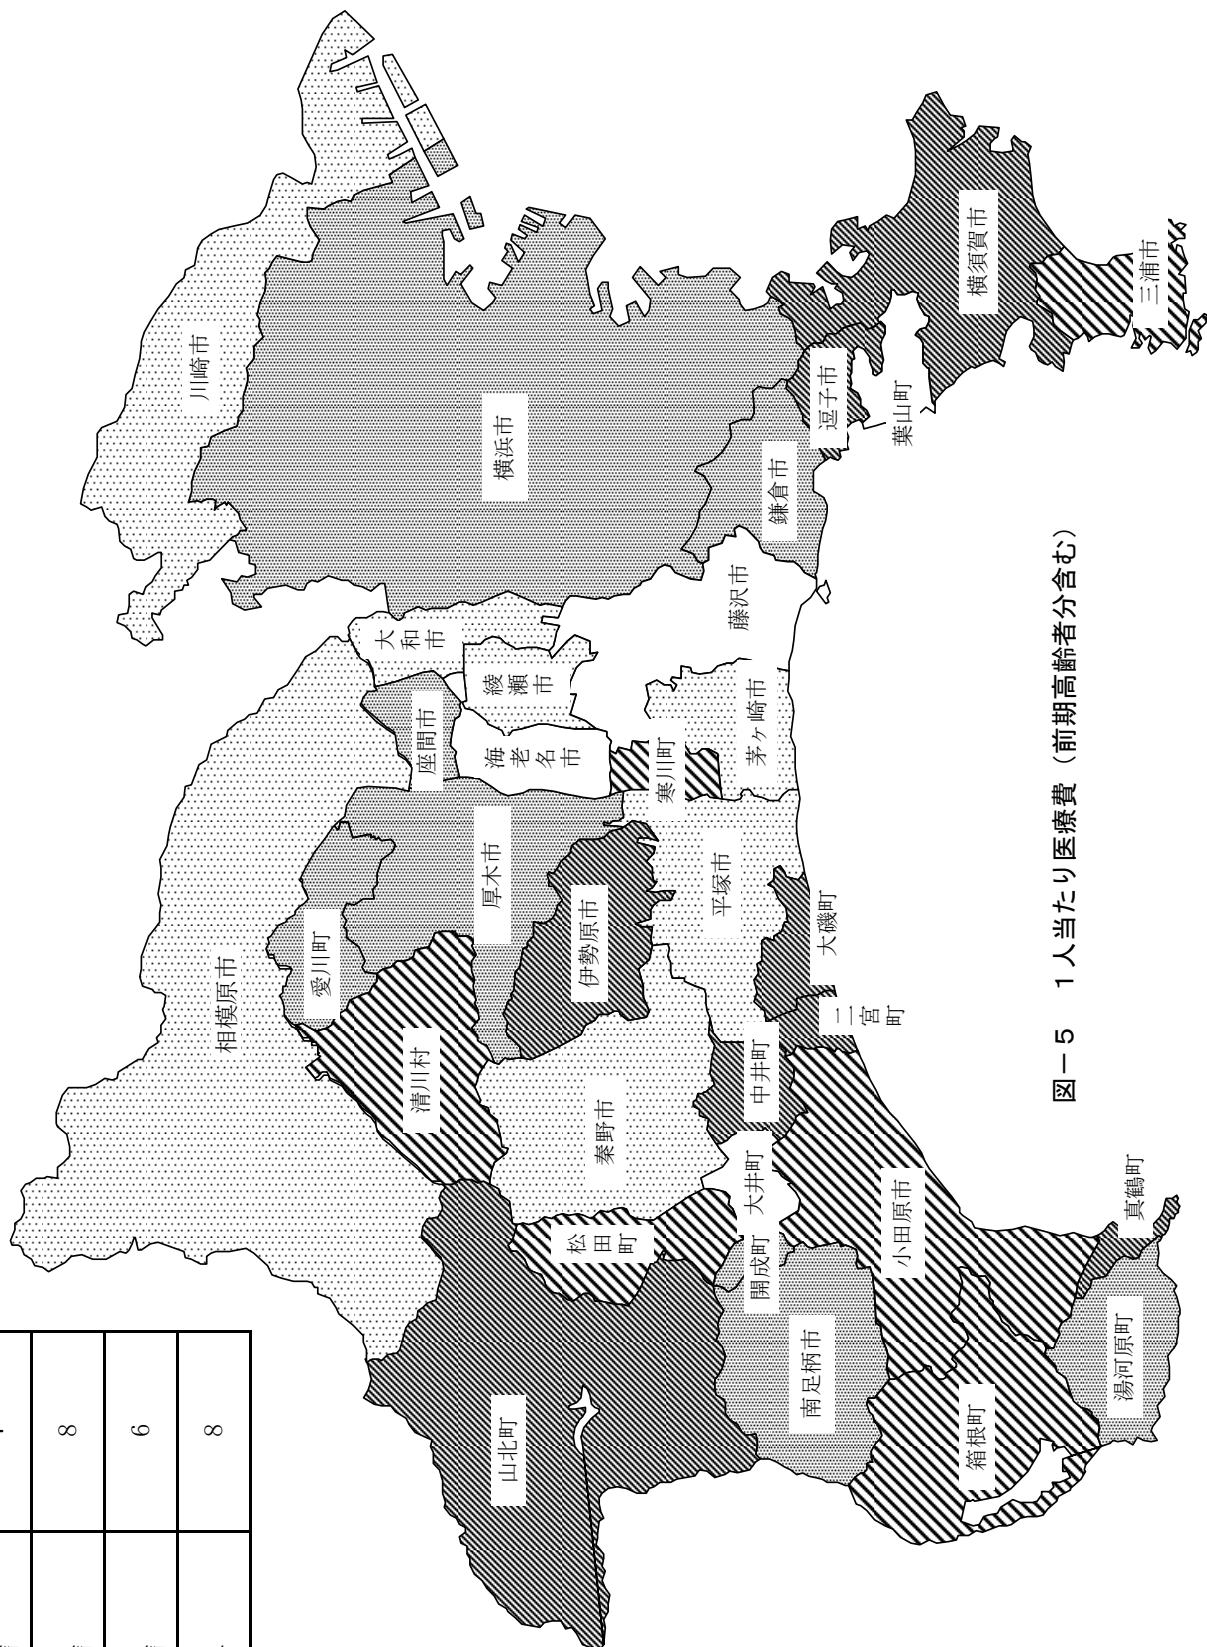 8
6
8
川崎市
横浜市
相模原市
大和市
綾瀬市
座間市
海老名市
愛川町
厚木市
清川村
伊勢原市
秦野市
寒川町
茅ヶ崎市
藤沢市
鎌倉市
逗子市
葉山町
横須賀市
三浦市
平塚市
大磯町
二宮町
中井町
大井町
松田町
開成町
山北町
南足柄市
小田原市
箱根町
真鶴町
湯河原町
図－５　１人当たり医療費（前期高齢者分含む）